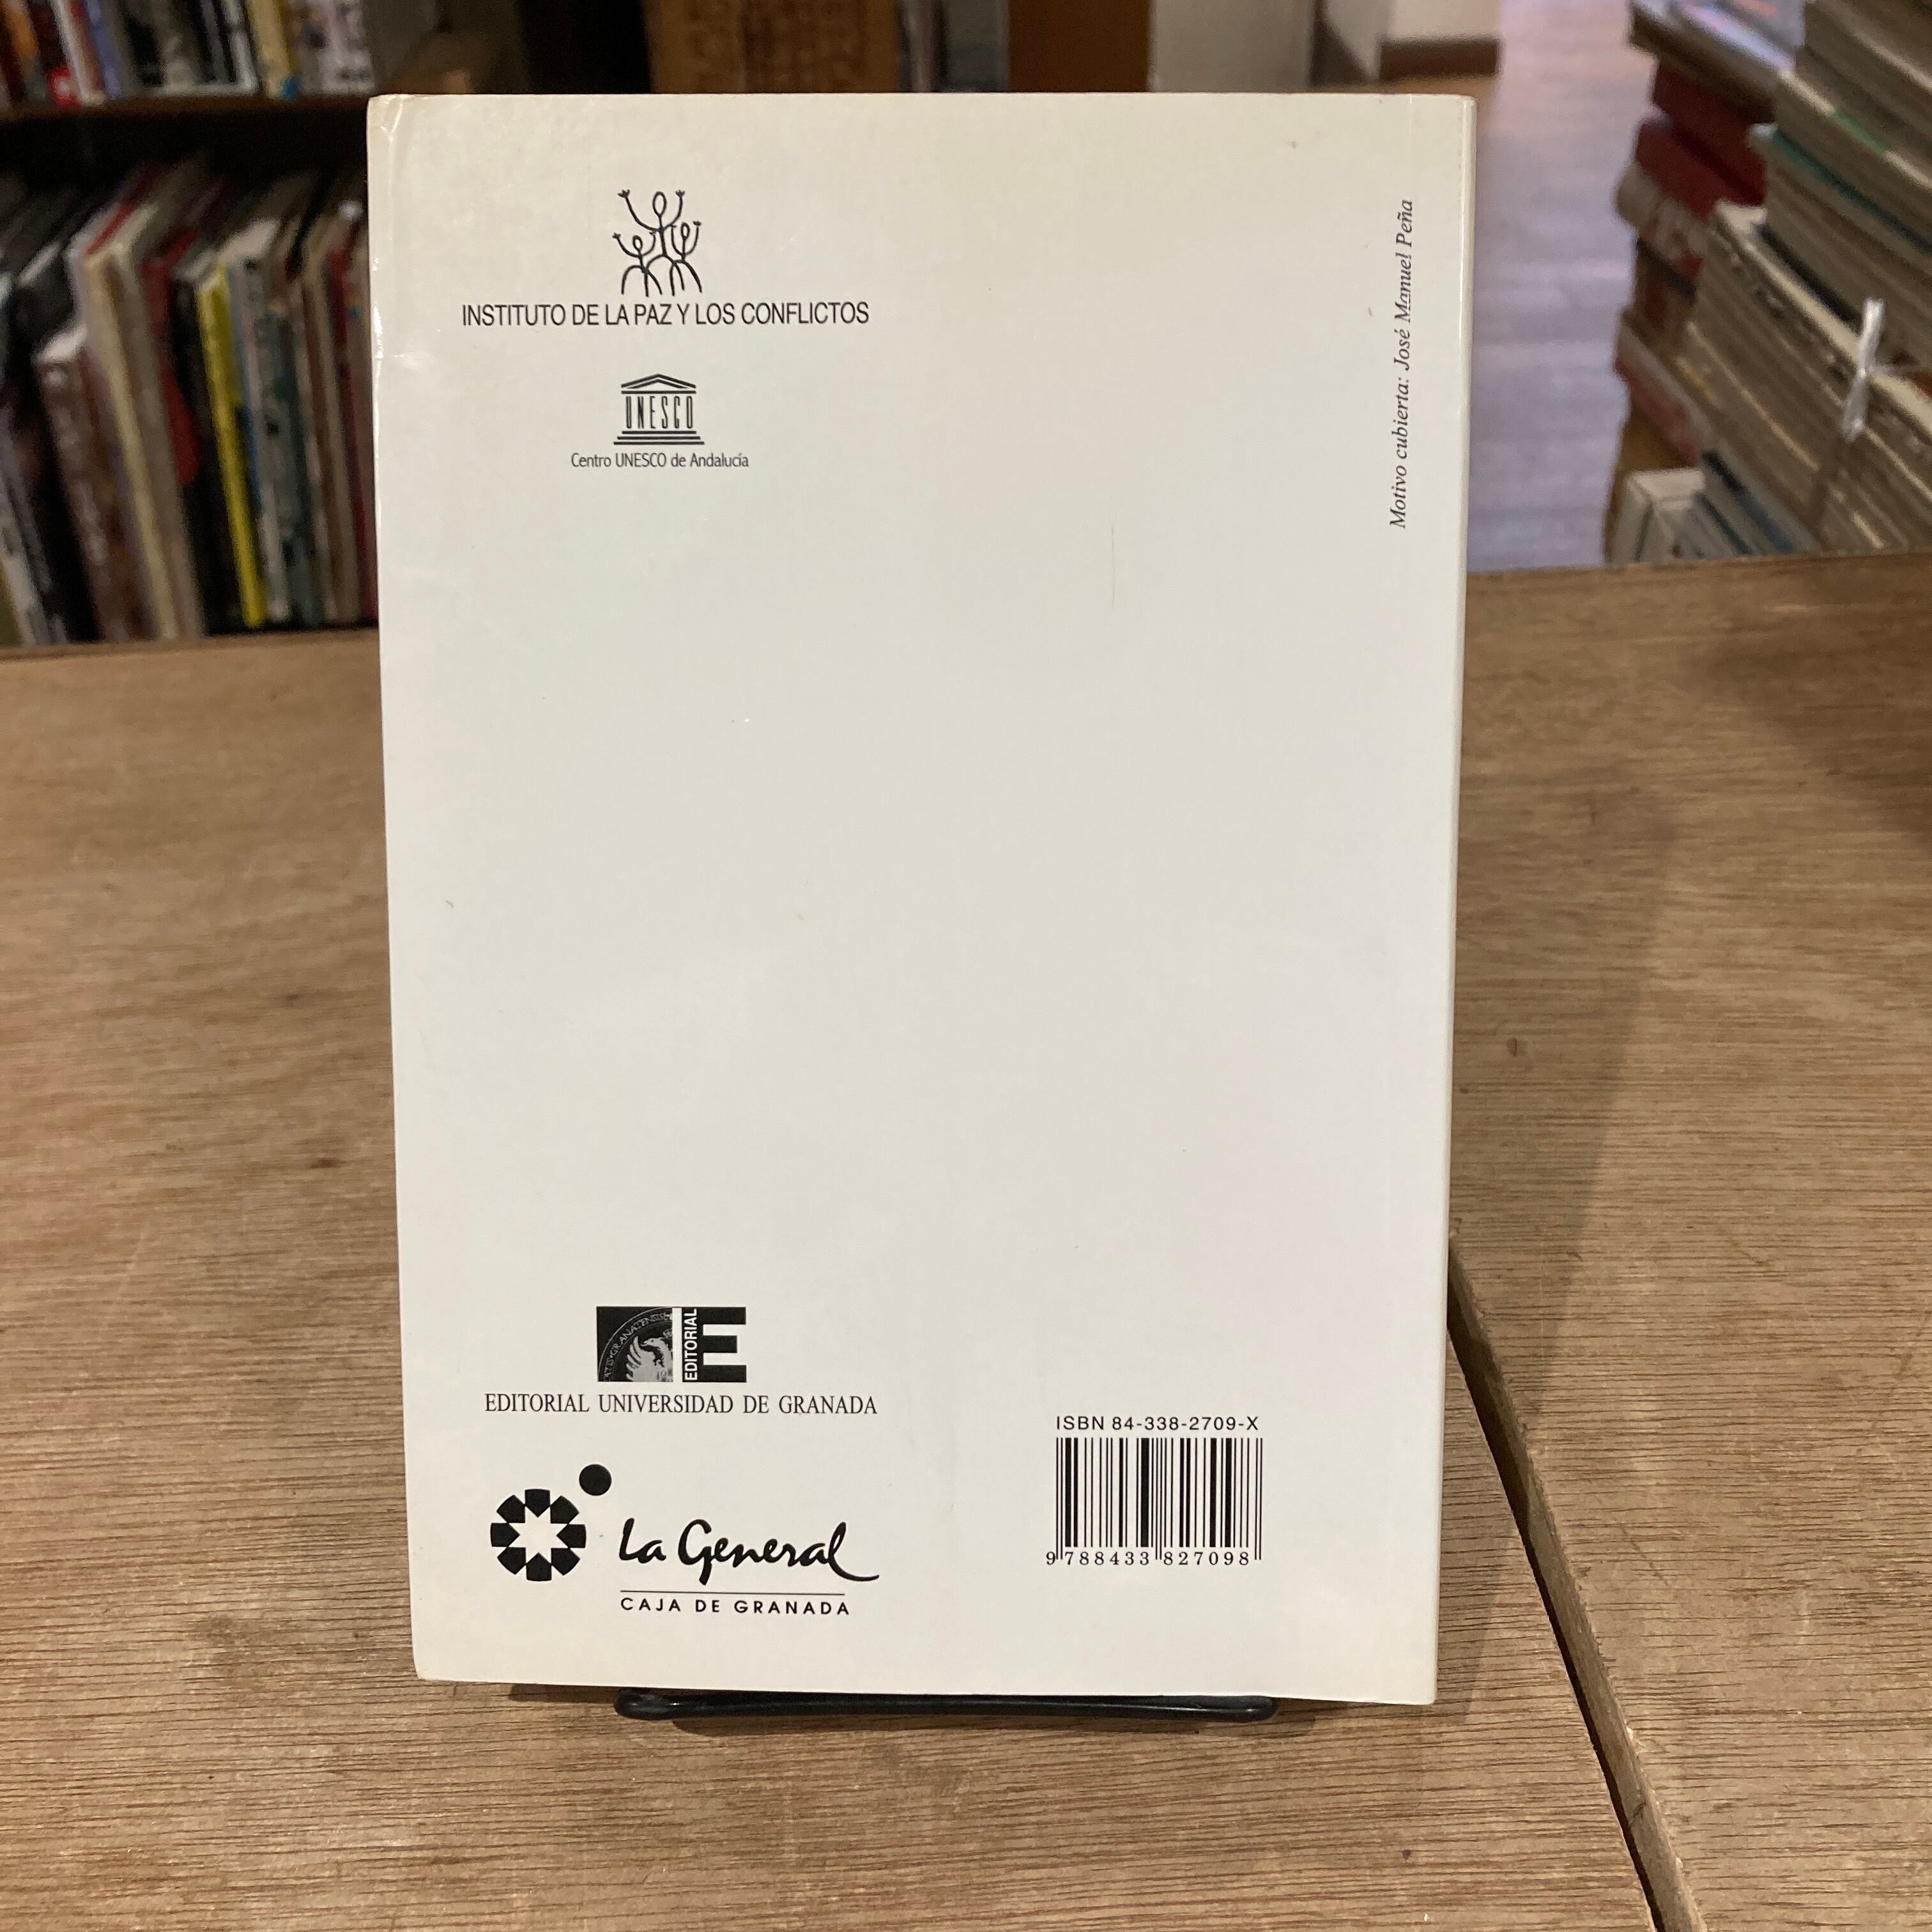 INSTITUTO DE LA PAZ Y LOS CONFLICTOS
UNESCO
Centro UNESCO de Andalucía
Motivo cubierta: José Manuel Peña
EDITORIAL
E
EDITORIAL UNIVERSIDAD DE GRANADA
La General
CAJA DE GRANADA
ISBN 84-338-2709-X
9 788433 827098